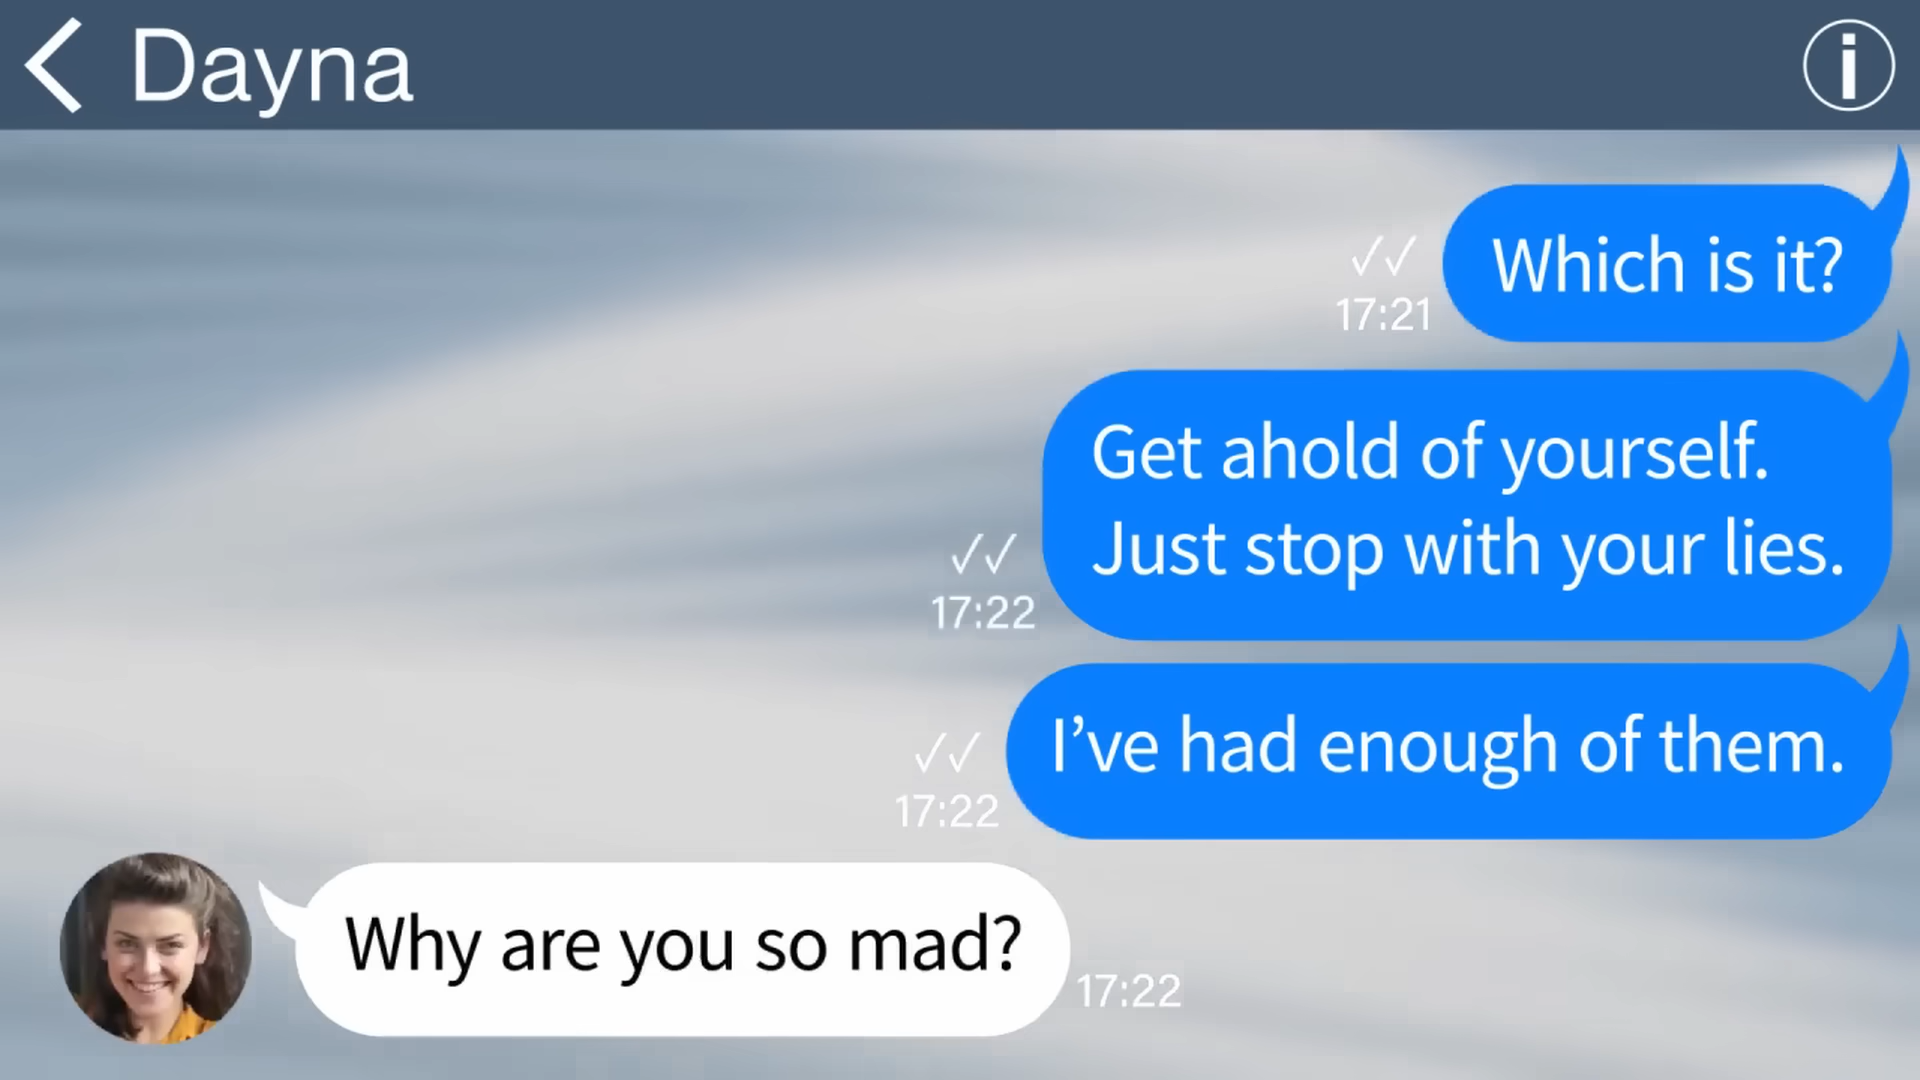 Dayna
Which is it?
17:21
Get ahold of yourself.
Just stop with your lies.
17:22
I’ve had enough of them.
17:22
Why are you so mad?
17:22